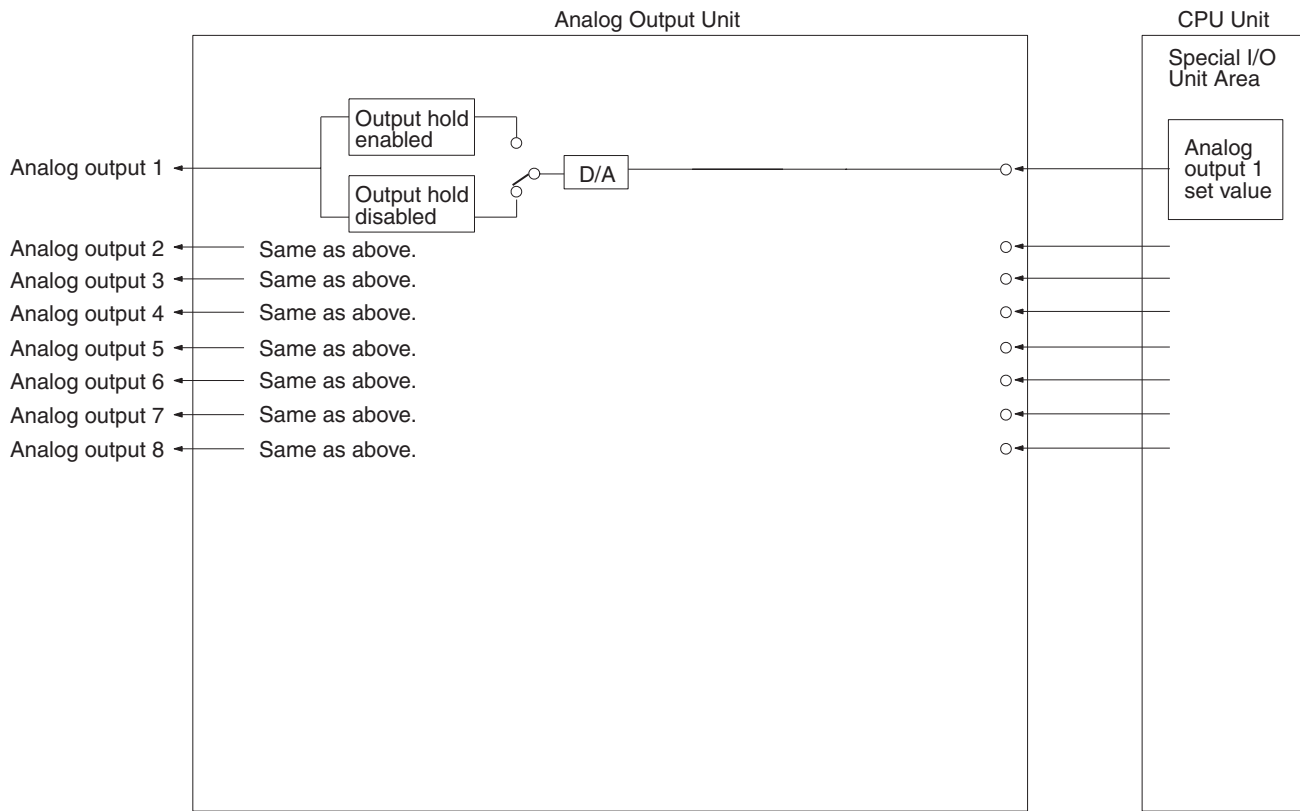 Analog Output Unit
CPU Unit
Special I/O
Unit Area
Output hold
enabled
Analog output 1
D/A
Analog
output 1
set value
Output hold
disabled
Analog output 2
Same as above.
Analog output 3
Same as above.
Analog output 4
Same as above.
Analog output 5
Same as above.
Analog output 6
Same as above.
Analog output 7
Same as above.
Analog output 8
Same as above.